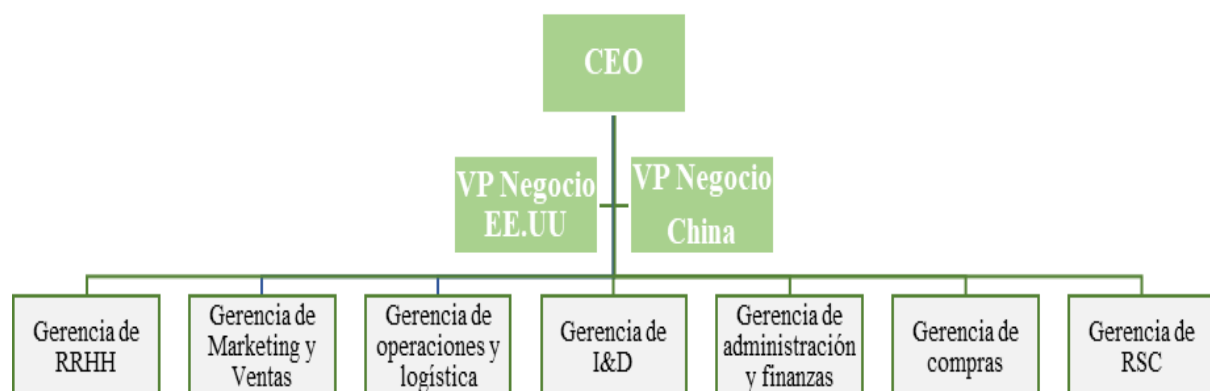 CEO
VP Negocio
EE.UU
VP Negocio
China
Gerencia de
RRHH
Gerencia de
Marketing y
Ventas
Gerencia de
operaciones y
logística
Gerencia de
I&D
Gerencia de
administración
y finanzas
Gerencia de
compras
Gerencia de
RSC